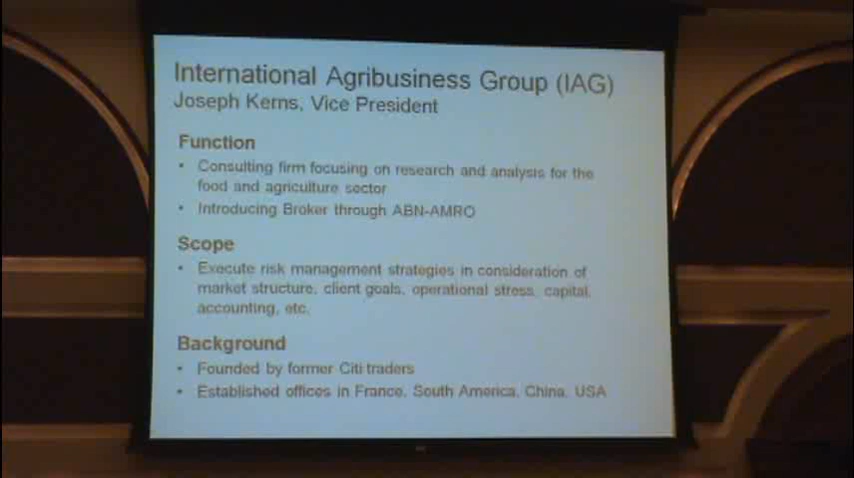 International Agribusiness Group (IAG)
Joseph Kerns, Vice President
Function
• Consulting firm focusing on research and analysis for the
food and agriculture sector
• Introducing Broker through ABN-AMRO
Scope
• Execute risk management strategies in consideration of
market structure, client goals, operational stress, capital,
accounting, etc.
Background
• Founded by former Citi traders
• Established offices in France, South America, China, USA